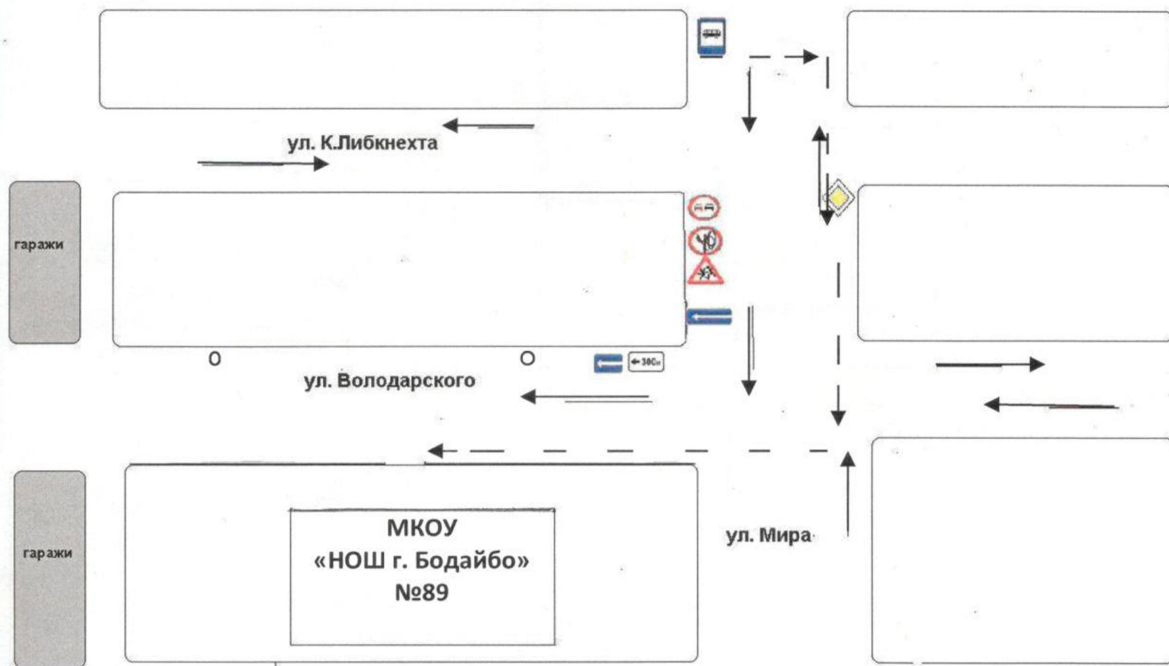 ул. К.Либкнехта
гаражи
ул. Володарского
гаражи
МКОУ
«НОШ г. Бодайбо»
№89
ул. Мира